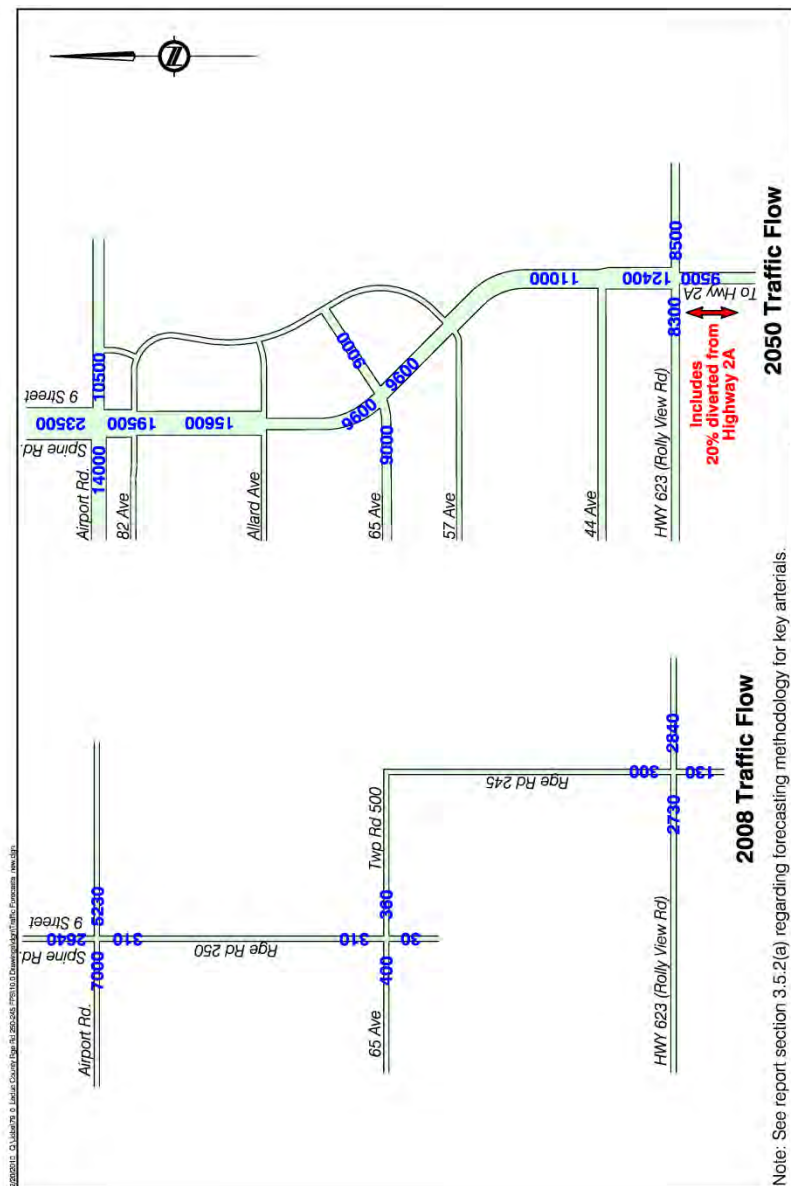 9 Street
Spine Rd.
23500
Airport Rd.
14000
10500
19500
82 Ave
15600
Allard Ave
9000
9600
9600
65 Ave
9000
57 Ave
11000
44 Ave
12400
HWY 623 (Rolly View Rd)
8300
8500
9500
To Hwy 2A
Includes
20% diverted from
Highway 2A
2050 Traffic Flow
9 Street
Spine Rd.
2640
Airport Rd.
7000
5230
310
Rge Rd 250
310
65 Ave
400
360
Twp Rd 500
30
Rge Rd 245
300
HWY 623 (Rolly View Rd)
2730
2840
130
2008 Traffic Flow
Note: See report section 3.5.2(a) regarding forecasting methodology for key arterials.